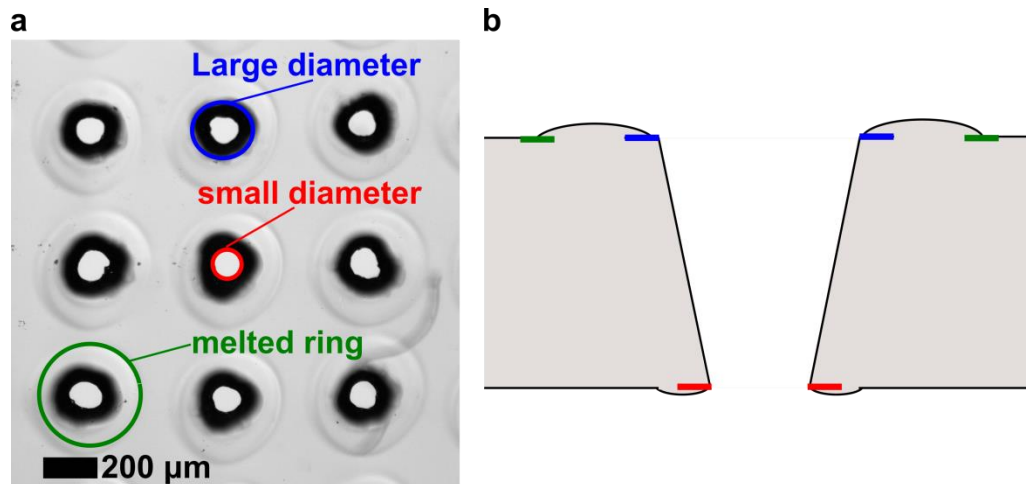 a
b
Large diameter
small diameter
melted ring
200 µm